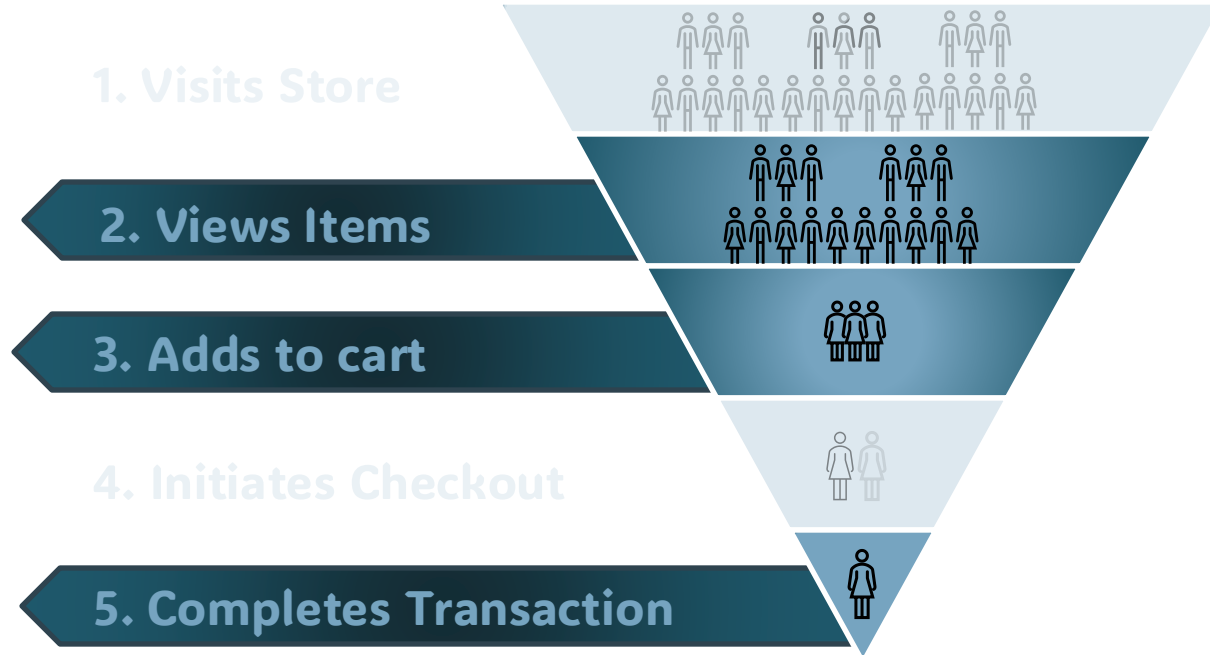 1. Visits Store
2. Views Items
3. Adds to cart
4. Initiates Checkout
5. Completes Transaction